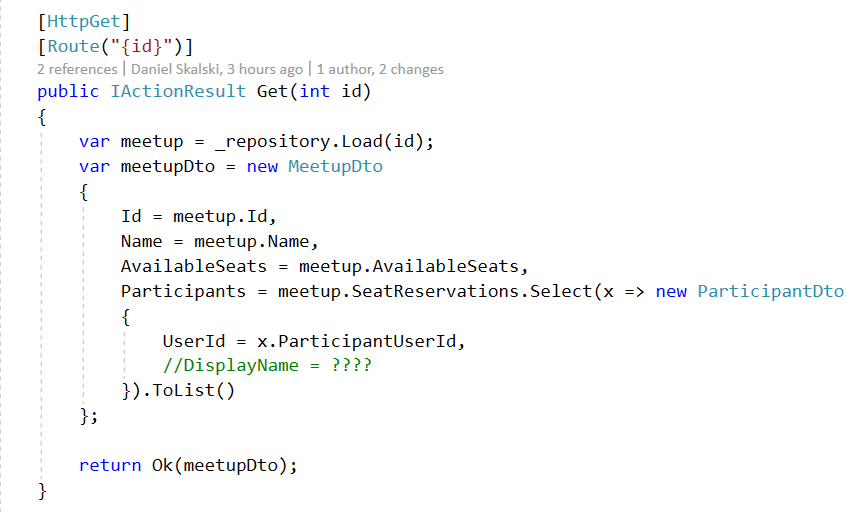 [HttpGet]
[Route("{id}")]
2 references | Daniel Skalski, 3 hours ago | 1 author, 2 changes
public IActionResult Get(int id)
{
    var meetup = _repository.Load(id);
    var meetupDto = new MeetupDto
    {
        Id = meetup.Id,
        Name = meetup.Name,
        AvailableSeats = meetup.AvailableSeats,
        Participants = meetup.SeatReservations.Select(x => new ParticipantDto
        {
            UserId = x.ParticipantUserId,
            //DisplayName = ????
        }).ToList()
    };
    return Ok(meetupDto);
}